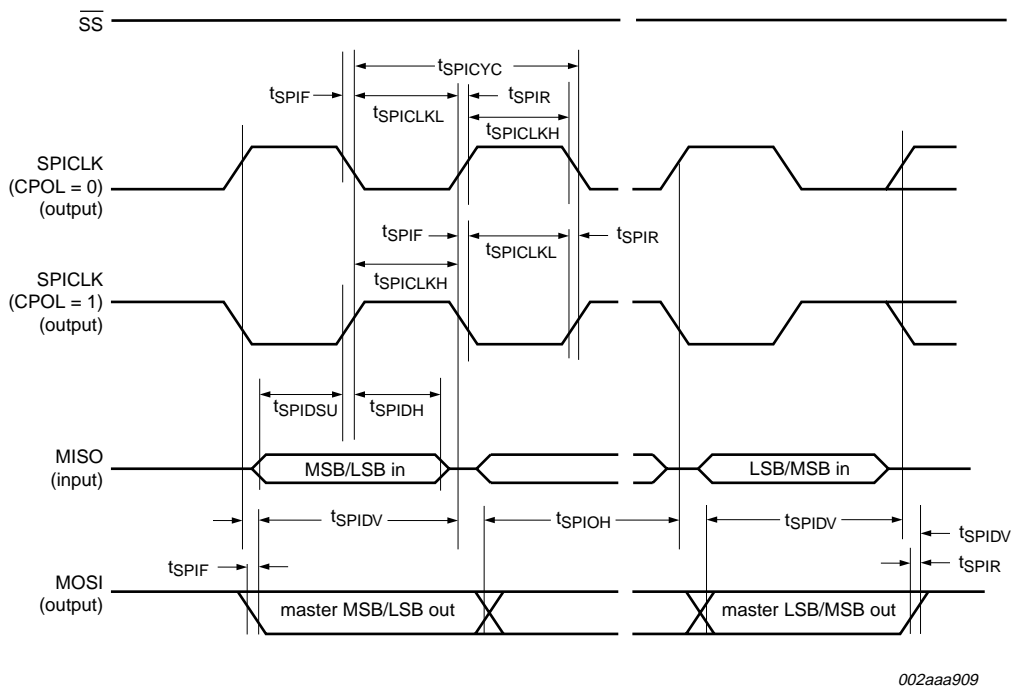 SS
tSPICYC
tSPIF
tSPIR
tSPICLKL
tSPICLKH
SPICLK
(CPOL = 0)
(output)
tSPIF
tSPIR
tSPICLKL
tSPICLKH
SPICLK
(CPOL = 1)
(output)
tSPIDSU
tSPIDH
MISO
(input)
MSB/LSB in
LSB/MSB in
tSPIDV
tSPIOH
tSPIDV
tSPIDV
tSPIF
tSPIR
MOSI
(output)
master MSB/LSB out
master LSB/MSB out
002aaa909